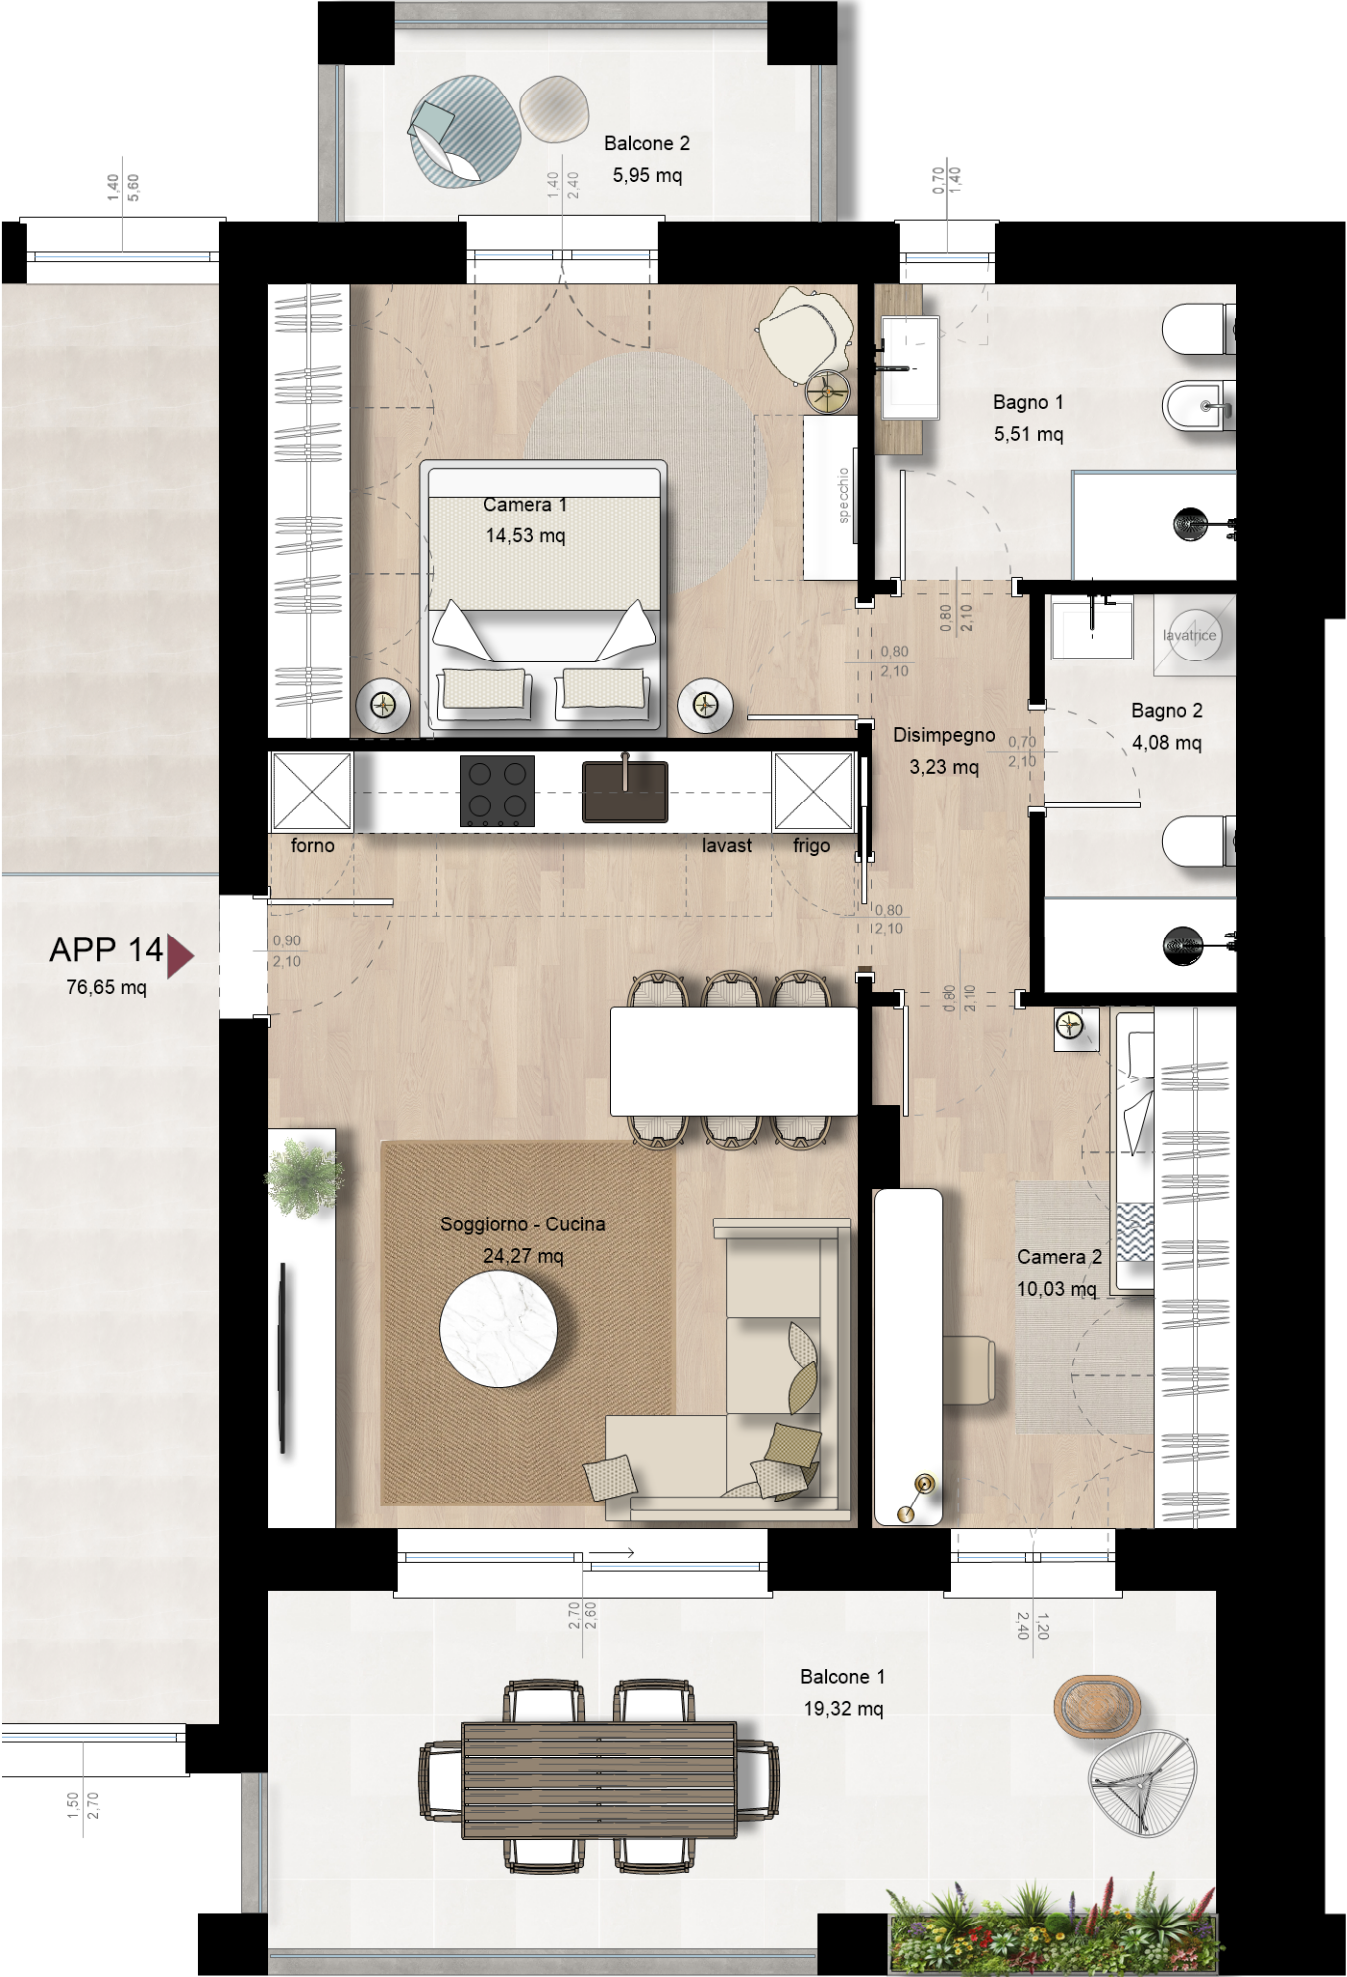 Balcone 2
5,95 mq
1,40
5,60
1,40
2,40
0,70
1,40
Bagno 1
5,51 mq
specchio
Camera 1
14,53 mq
0,80
2,10
lavatrice
0,80
2,10
Bagno 2
4,08 mq
Disimpegno
3,23 mq
0,70
2,10
forno
lavast
frigo
0,80
2,10
APP 14
76,65 mq
0,90
2,10
0,80
2,10
Soggiorno - Cucina
24,27 mq
Camera 2
10,03 mq
2,70
2,60
1,20
2,40
Balcone 1
19,32 mq
1,50
2,70